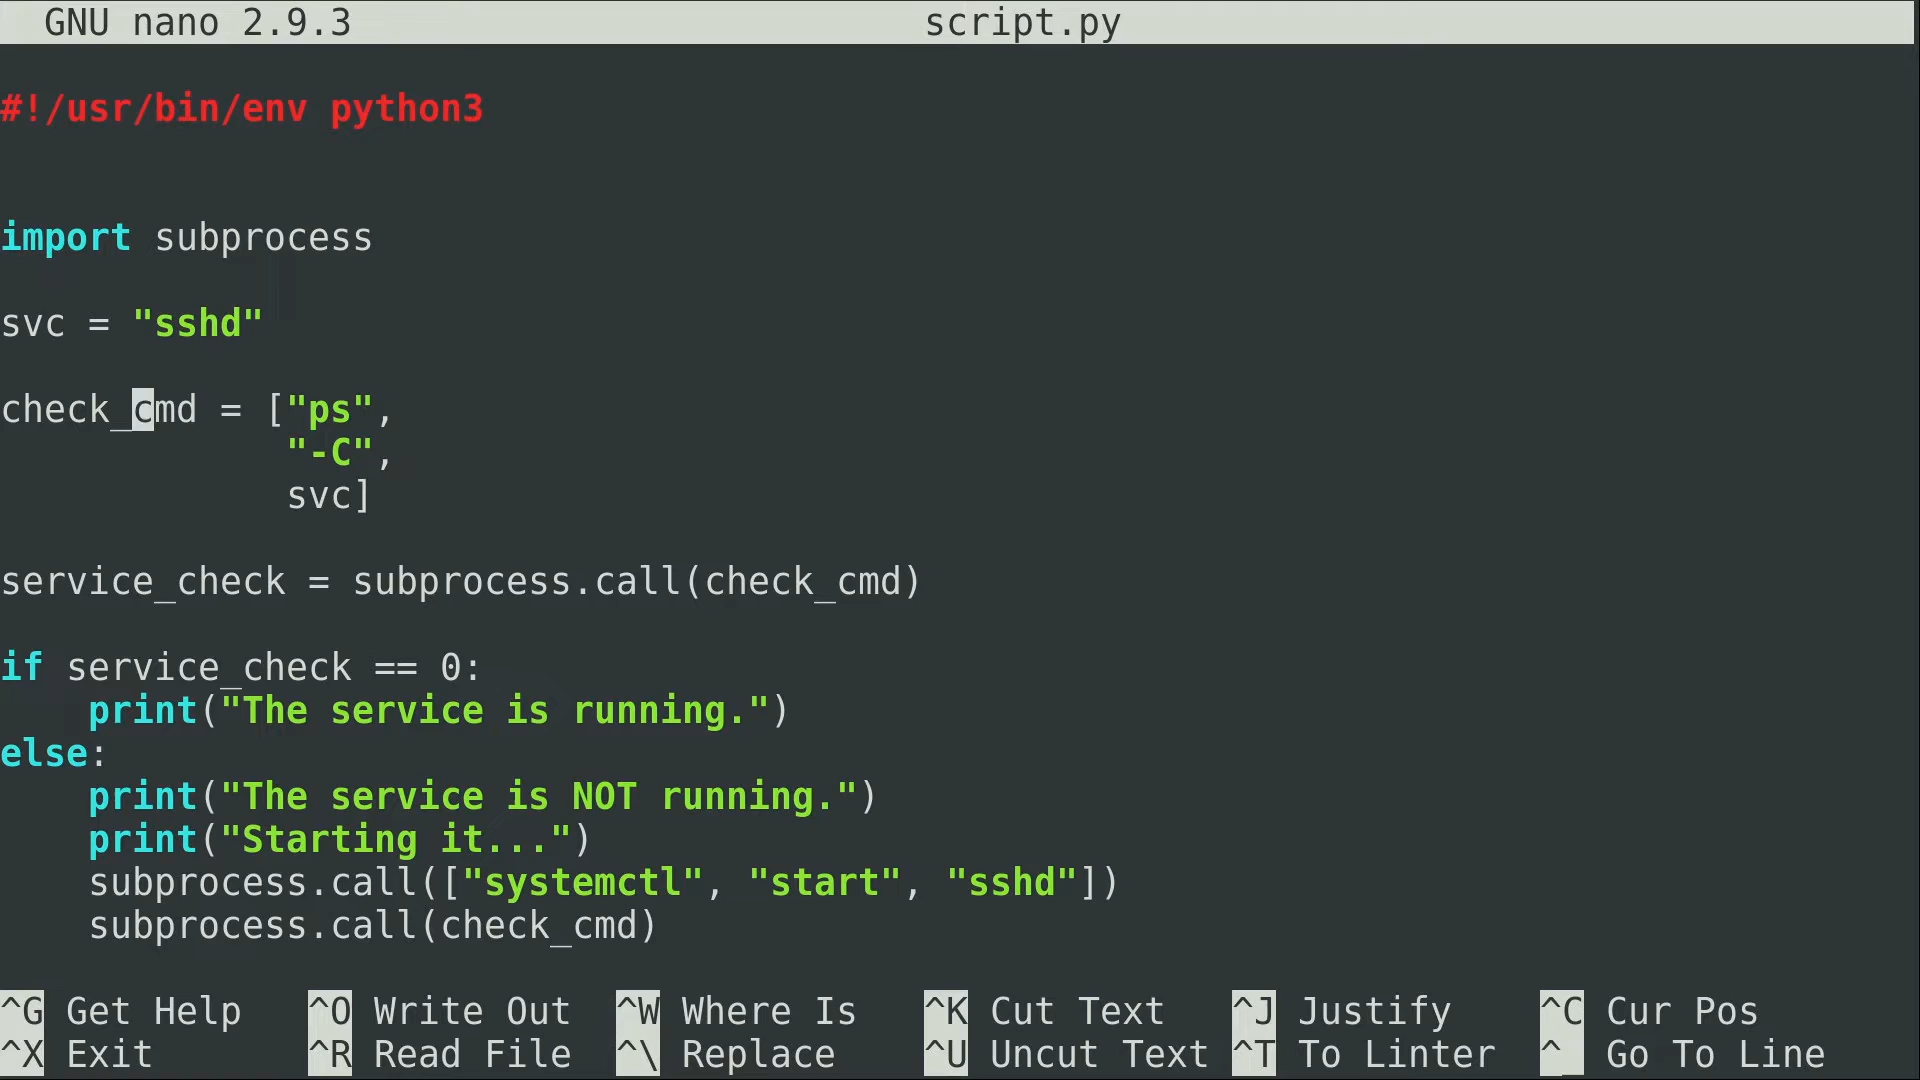 GNU nano 2.9.3 script.py
#!/usr/bin/env python3
import subprocess
svc = "sshd"
check_cmd = ["ps",
"-C",
svc]
service_check = subprocess.call(check_cmd)
if service_check == 0:
    print("The service is running.")
else:
    print("The service is NOT running.")
    print("Starting it...")
    subprocess.call(["systemctl", "start", "sshd"])
    subprocess.call(check_cmd)
^G Get Help ^O Write Out ^W Where Is ^K Cut Text ^J Justify ^C Cur Pos
^X Exit ^R Read File ^\ Replace ^U Uncut Text ^T To Linter ^_ Go To Line